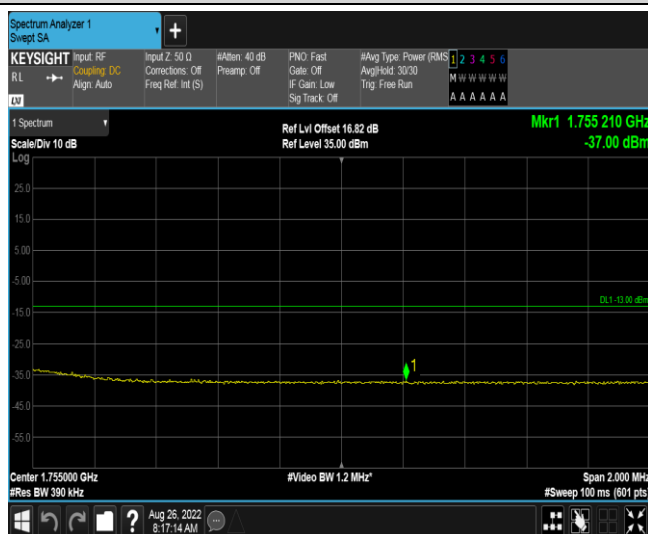 Spectrum Analyzer 1
Swept SA
+
KEYSIGHT Input: RF Input Z: 50 Ω #Atten: 40 dB PNO: Fast #Avg Type: Power (RMS 1 2 3 4 5 6
RL Coupling: DC Corrections: Off Preamp: Off Gate: Off Avg|Hold: 30/30 M W W W W W
Align: Auto Freq Ref: Int (S) IF Gain: Low Trig: Free Run
LXI Sig Track: Off A A A A A A
1 Spectrum Ref Lvl Offset 16.82 dB Mkr1 1.755 210 GHz
Scale/Div 10 dB Ref Level 35.00 dBm -37.00 dBm
Log
25.0
15.0
5.00
-5.00
DL1 -13.00 dBm
-15.0
-25.0
1
-35.0
-45.0
-55.0
Center 1.755000 GHz #Video BW 1.2 MHz* Span 2.000 MHz
#Res BW 390 kHz #Sweep 100 ms (601 pts)
? Aug 26, 2022
8:17:14 AM